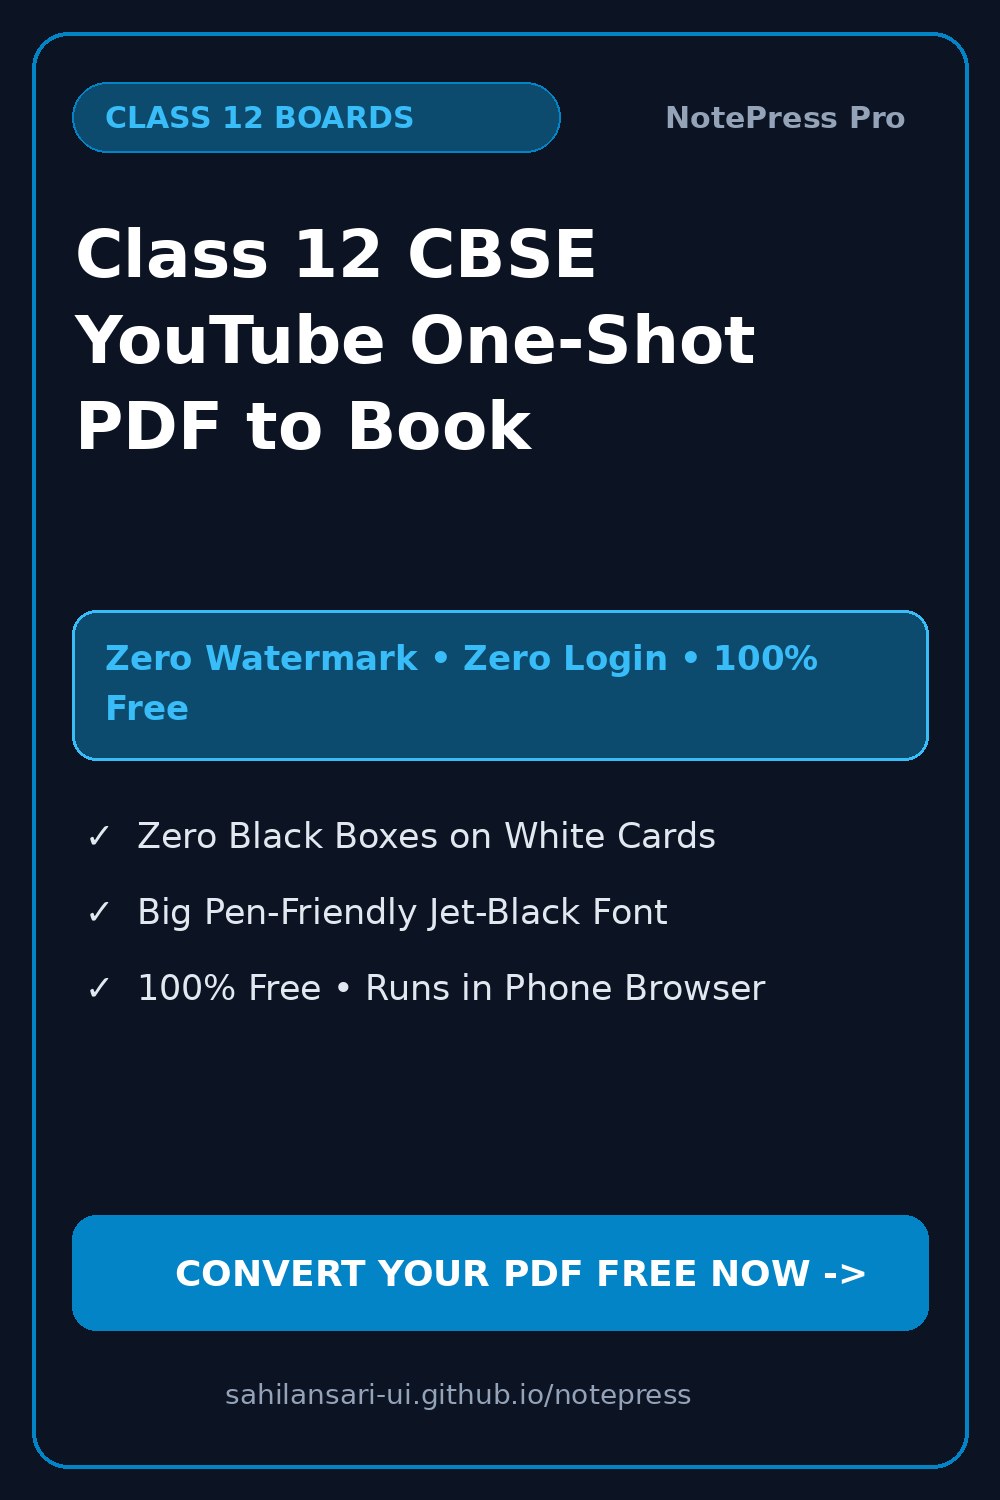 CLASS 12 BOARDS
NotePress Pro
Class 12 CBSE
YouTube One-Shot
PDF to Book
Zero Watermark • Zero Login • 100%
Free
✓ Zero Black Boxes on White Cards
✓ Big Pen-Friendly Jet-Black Font
✓ 100% Free • Runs in Phone Browser
CONVERT YOUR PDF FREE NOW ->
sahilansari-ui.github.io/notepress